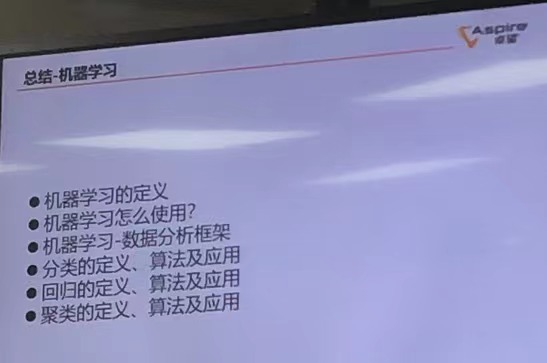 总结-机器学习
Aspire
● 机器学习的定义
● 机器学习怎么使用?
● 机器学习-数据分析框架
● 分类的定义、算法及应用
● 回归的定义、算法及应用
● 聚类的定义、算法及应用